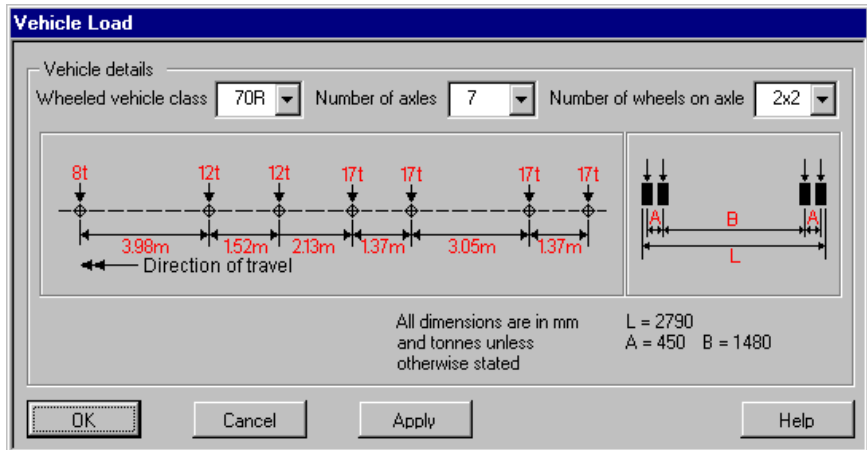 Vehicle Load
Vehicle details
Wheeled vehicle class 70R Number of axles 7 Number of wheels on axle 2x2
8t 12t 12t 17t 17t 17t 17t
3.98m 1.52m 2.13m 1.37m 3.05m 1.37m
Direction of travel
A B A
L
All dimensions are in mm
and tonnes unless
otherwise stated
L = 2790
A = 450 B = 1480
OK Cancel Apply Help